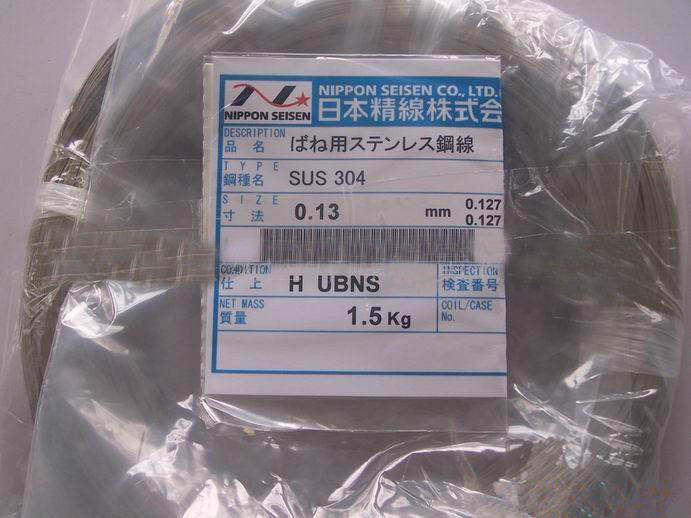 NIPPON SEISEN CO., LTD.
NIPPON SEISEN
日本精線株式会
DESCRIPTION
品名 ばね用ステンレス鋼線
TYPE
鋼種名 SUS 304
SIZE
寸法 0.13 mm 0.127
0.127
CONDITION
仕上 H UBNS
INSPECTION
検査番号
NET MASS
質量 1.5 Kg
COIL/CASE
No.